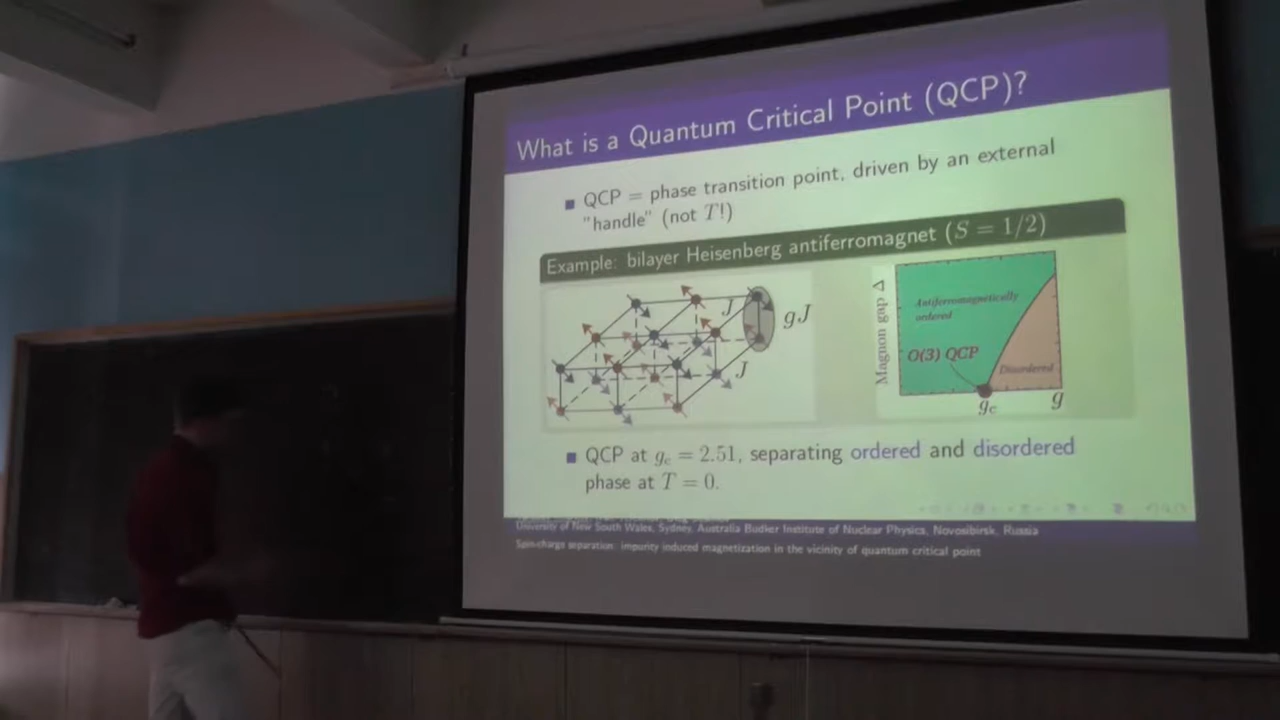 What is a Quantum Critical Point (QCP)?
QCP = phase transition point, driven by an external
"handle" (not T!)
Example: bilayer Heisenberg antiferromagnet (S = 1/2)
J
gJ
J
Magnon gap Δ
Antiferromagnetically
ordered
O(3) QCP
Disordered
gc
g
QCP at gc = 2.51, separating ordered and disordered
phase at T = 0.
University of New South Wales, Sydney, Australia Budker Institute of Nuclear Physics, Novosibirsk, Russia
Spin-charge separation: impurity induced magnetization in the vicinity of quantum critical point